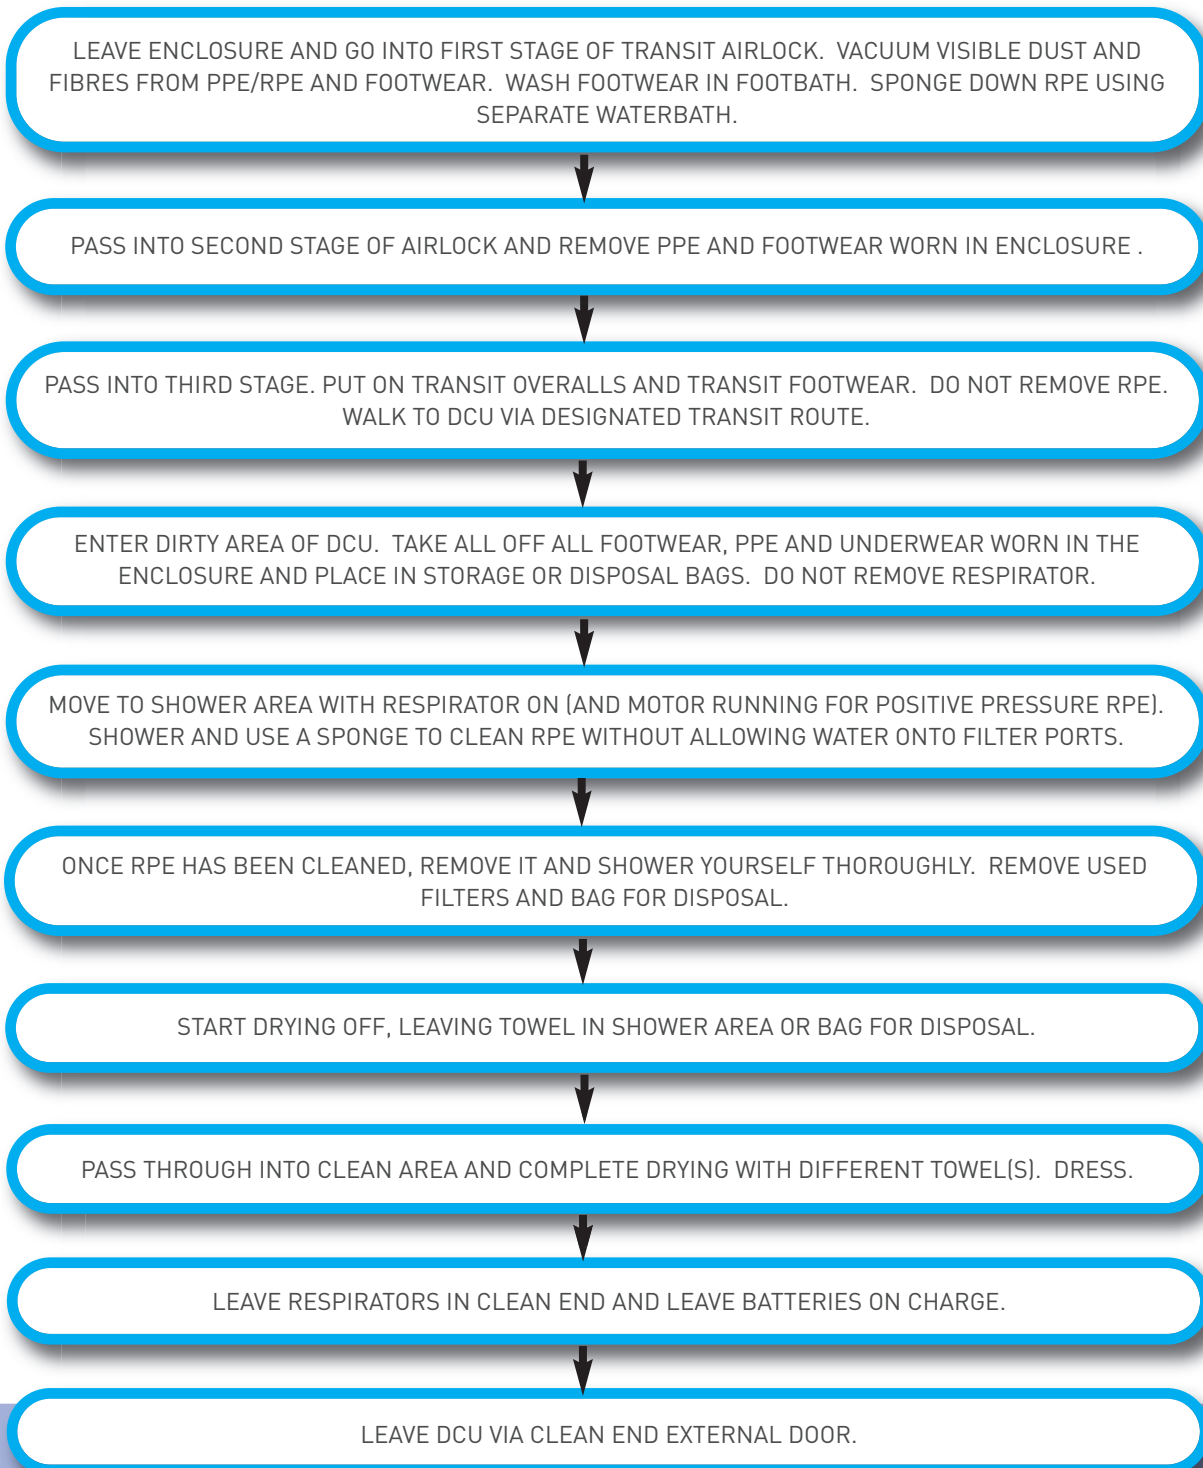 LEAVE ENCLOSURE AND GO INTO FIRST STAGE OF TRANSIT AIRLOCK. VACUUM VISIBLE DUST AND
FIBRES FROM PPE/RPE AND FOOTWEAR. WASH FOOTWEAR IN FOOTBATH. SPONGE DOWN RPE USING
SEPARATE WATERBATH.
PASS INTO SECOND STAGE OF AIRLOCK AND REMOVE PPE AND FOOTWEAR WORN IN ENCLOSURE .
PASS INTO THIRD STAGE. PUT ON TRANSIT OVERALLS AND TRANSIT FOOTWEAR. DO NOT REMOVE RPE.
WALK TO DCU VIA DESIGNATED TRANSIT ROUTE.
ENTER DIRTY AREA OF DCU. TAKE ALL OFF ALL FOOTWEAR, PPE AND UNDERWEAR WORN IN THE
ENCLOSURE AND PLACE IN STORAGE OR DISPOSAL BAGS. DO NOT REMOVE RESPIRATOR.
MOVE TO SHOWER AREA WITH RESPIRATOR ON (AND MOTOR RUNNING FOR POSITIVE PRESSURE RPE).
SHOWER AND USE A SPONGE TO CLEAN RPE WITHOUT ALLOWING WATER ONTO FILTER PORTS.
ONCE RPE HAS BEEN CLEANED, REMOVE IT AND SHOWER YOURSELF THOROUGHLY. REMOVE USED
FILTERS AND BAG FOR DISPOSAL.
START DRYING OFF, LEAVING TOWEL IN SHOWER AREA OR BAG FOR DISPOSAL.
PASS THROUGH INTO CLEAN AREA AND COMPLETE DRYING WITH DIFFERENT TOWEL(S). DRESS.
LEAVE RESPIRATORS IN CLEAN END AND LEAVE BATTERIES ON CHARGE.
LEAVE DCU VIA CLEAN END EXTERNAL DOOR.